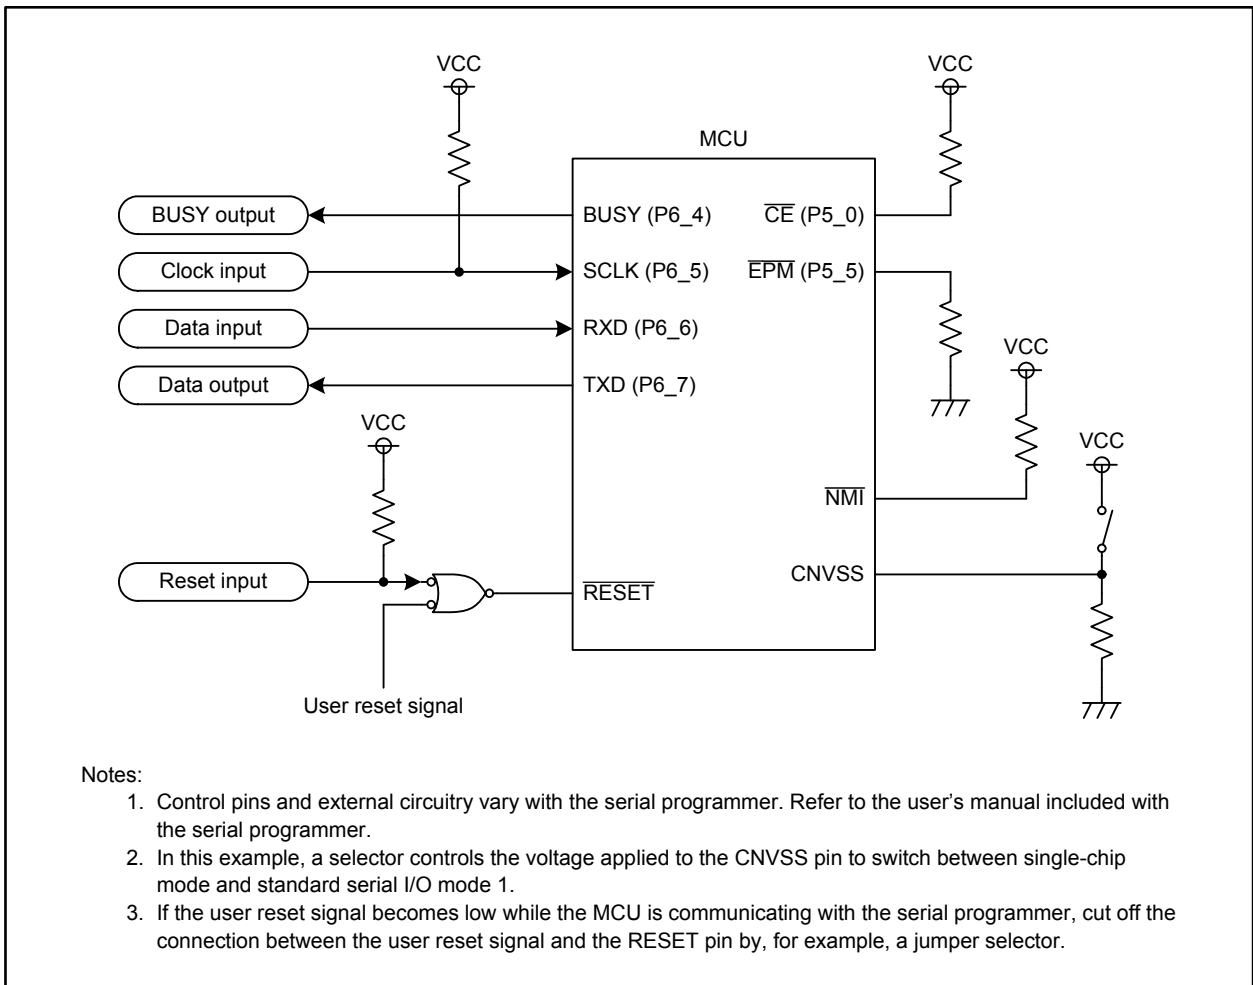 VCC
VCC
MCU
BUSY output
BUSY (P6_4)
CE (P5_0)
Clock input
SCLK (P6_5)
EPM (P5_5)
Data input
RXD (P6_6)
VCC
Data output
TXD (P6_7)
VCC
VCC
NMI
Reset input
CNVSS
RESET
User reset signal
Notes:
1. Control pins and external circuitry vary with the serial programmer. Refer to the user’s manual included with
the serial programmer.
2. In this example, a selector controls the voltage applied to the CNVSS pin to switch between single-chip
mode and standard serial I/O mode 1.
3. If the user reset signal becomes low while the MCU is communicating with the serial programmer, cut off the
connection between the user reset signal and the RESET pin by, for example, a jumper selector.